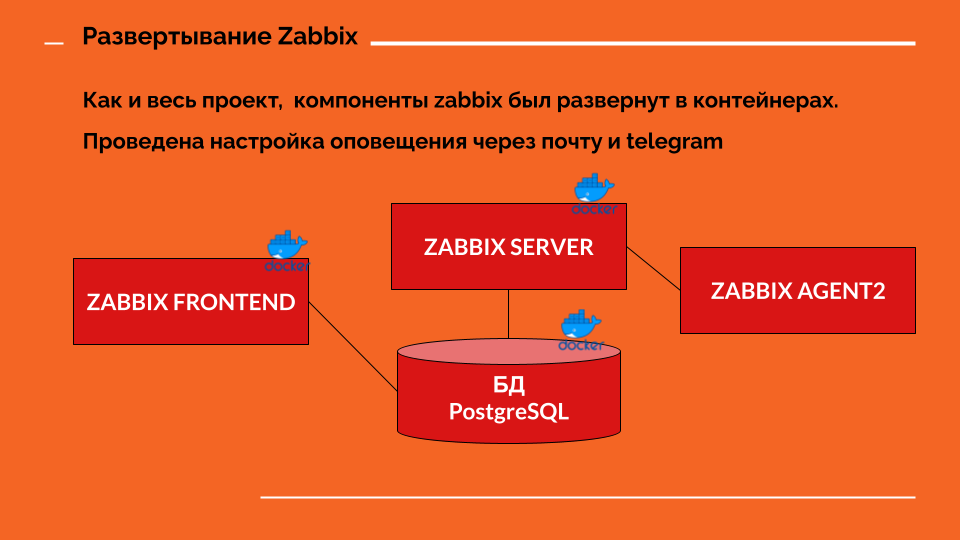 Развертывание Zabbix
Как и весь проект, компоненты zabbix был развернут в контейнерах.
Проведена настройка оповещения через почту и telegram
docker
ZABBIX SERVER
docker
ZABBIX FRONTEND
ZABBIX AGENT2
docker
БД
PostgreSQL